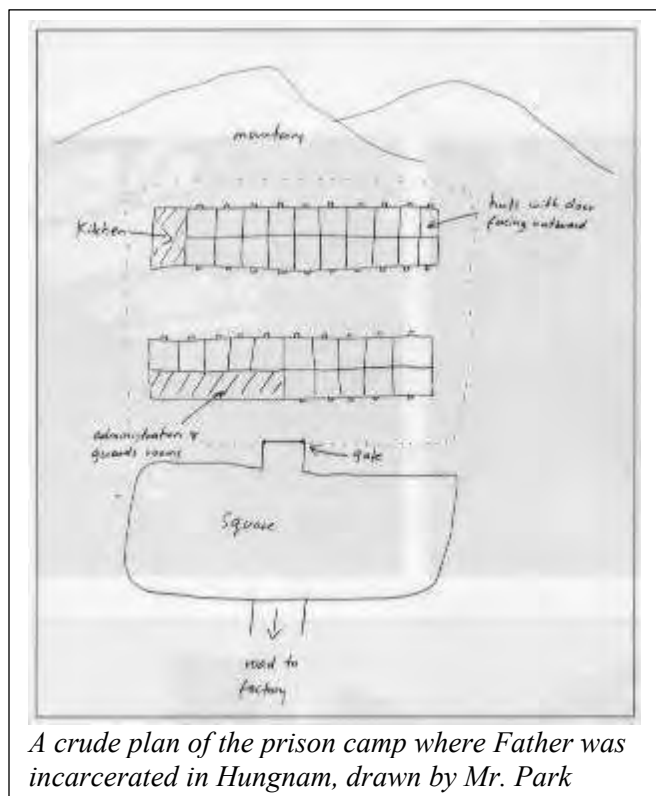 mountains
Kitchen
huts with door
facing outward
administration &
guards rooms
gate
Square
road to
factory
A crude plan of the prison camp where Father was
incarcerated in Hungnam, drawn by Mr. Park